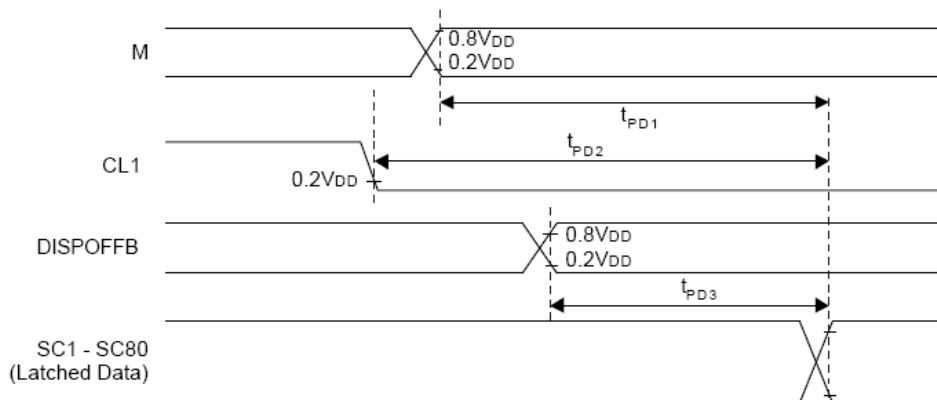 M
0.8VDD
0.2VDD
tPD1
CL1
tPD2
0.2VDD
DISPOFFB
0.8VDD
0.2VDD
tPD3
SC1 - SC80
(Latched Data)